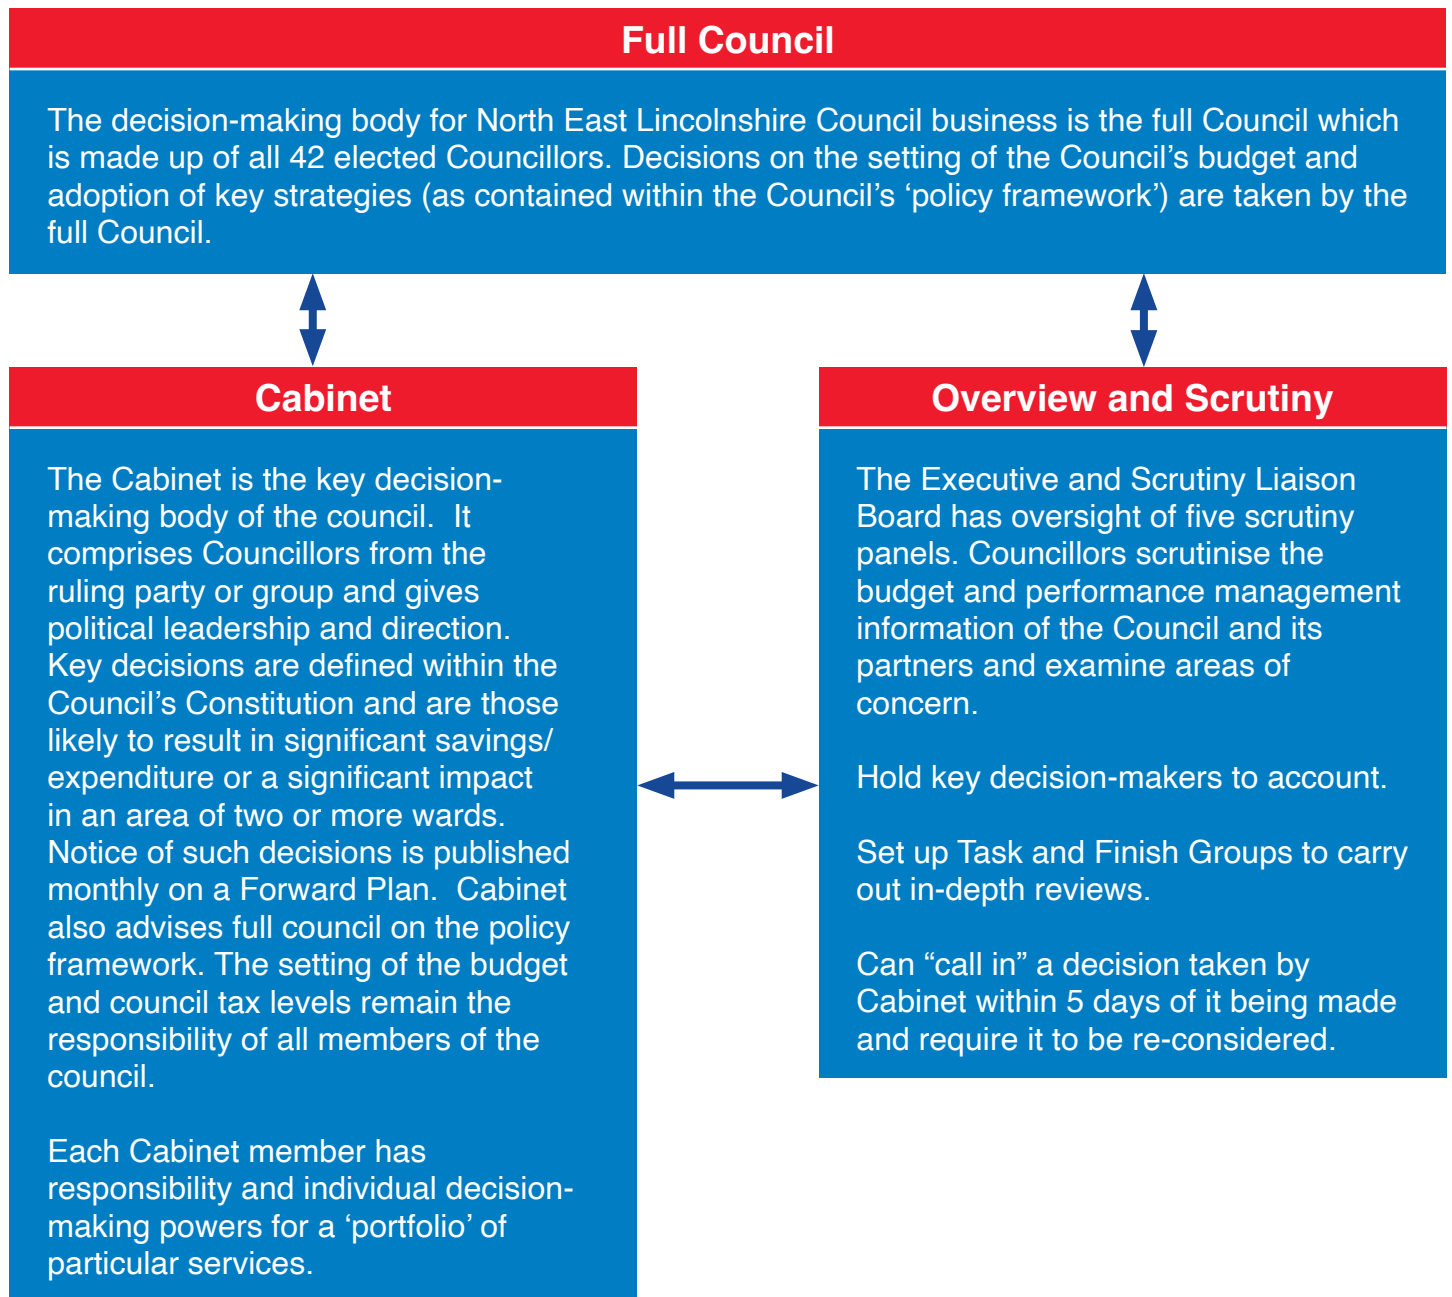 Full Council
The decision-making body for North East Lincolnshire Council business is the full Council which
is made up of all 42 elected Councillors. Decisions on the setting of the Council’s budget and
adoption of key strategies (as contained within the Council’s ‘policy framework’) are taken by the
full Council.
Cabinet
The Cabinet is the key decision-
making body of the council.  It
comprises Councillors from the
ruling party or group and gives
political leadership and direction.
Key decisions are defined within the
Council’s Constitution and are those
likely to result in significant savings/
expenditure or a significant impact
in an area of two or more wards.
Notice of such decisions is published
monthly on a Forward Plan.  Cabinet
also advises full council on the policy
framework. The setting of the budget
and council tax levels remain the
responsibility of all members of the
council.
Each Cabinet member has
responsibility and individual decision-
making powers for a ‘portfolio’ of
particular services.
Overview and Scrutiny
The Executive and Scrutiny Liaison
Board has oversight of five scrutiny
panels. Councillors scrutinise the
budget and performance management
information of the Council and its
partners and examine areas of
concern.
Hold key decision-makers to account.
Set up Task and Finish Groups to carry
out in-depth reviews.
Can “call in” a decision taken by
Cabinet within 5 days of it being made
and require it to be re-considered.